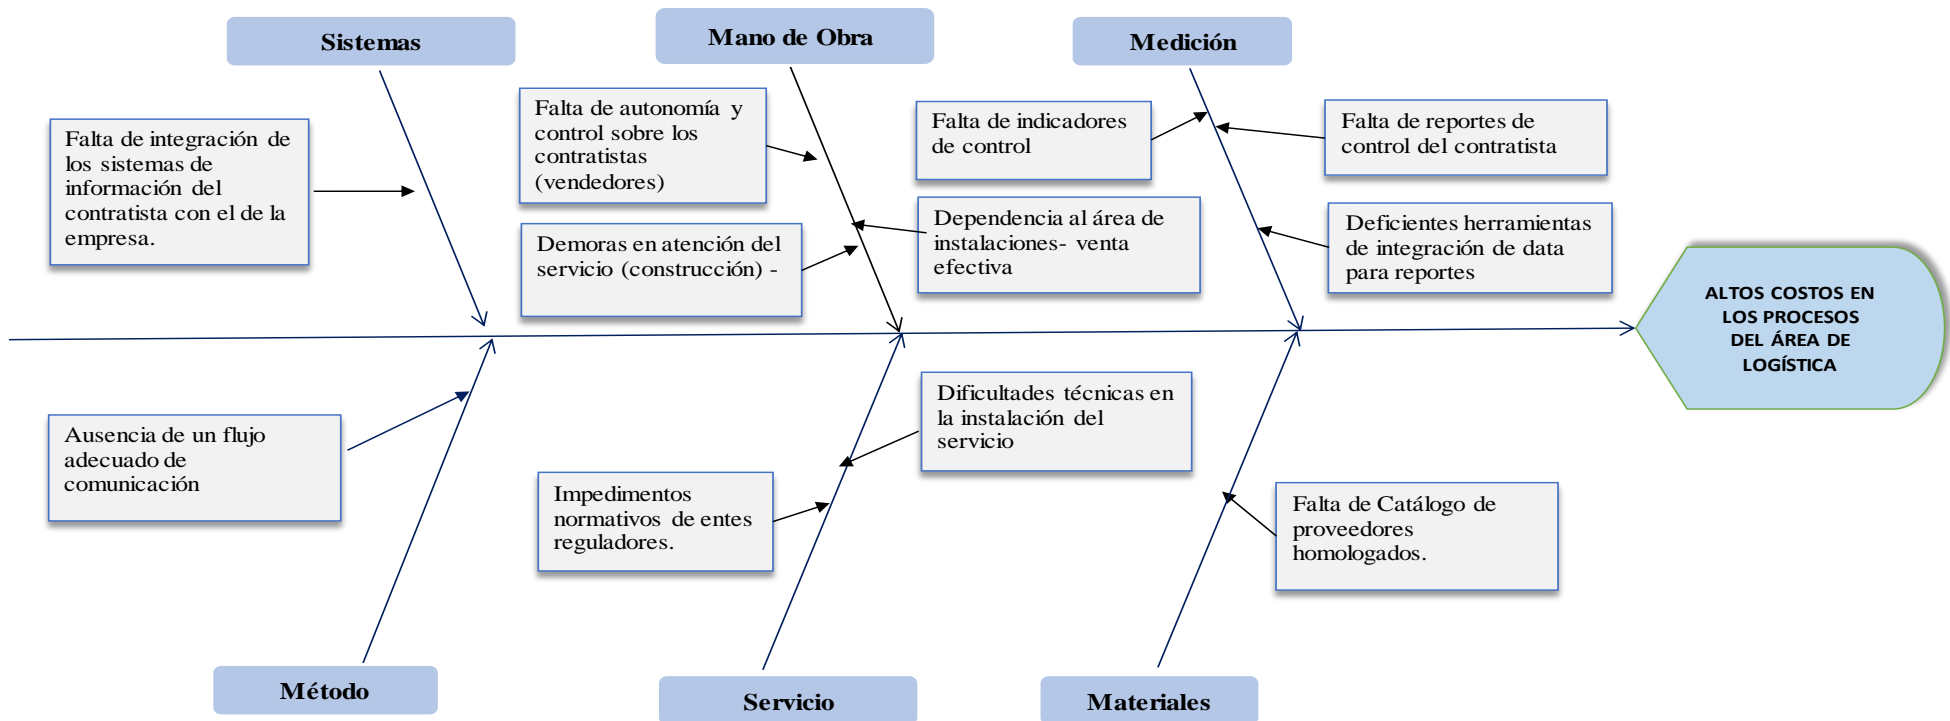 Sistemas
Mano de Obra
Medición
Falta de integración de
los sistemas de
información del
contratista con el de la
empresa.
Falta de autonomía y
control sobre los
contratistas
(vendedores)
Demoras en atención del
servicio (construcción) -
Dependencia al área de
instalaciones- venta
efectiva
Falta de indicadores
de control
Falta de reportes de
control del contratista
Deficientes herramientas
de integración de data
para reportes
ALTOS COSTOS EN
LOS PROCESOS
DEL ÁREA DE
LOGÍSTICA
Ausencia de un flujo
adecuado de
comunicación
Impedimentos
normativos de entes
reguladores.
Dificultades técnicas en
la instalación del
servicio
Falta de Catálogo de
proveedores
homologados.
Método
Servicio
Materiales